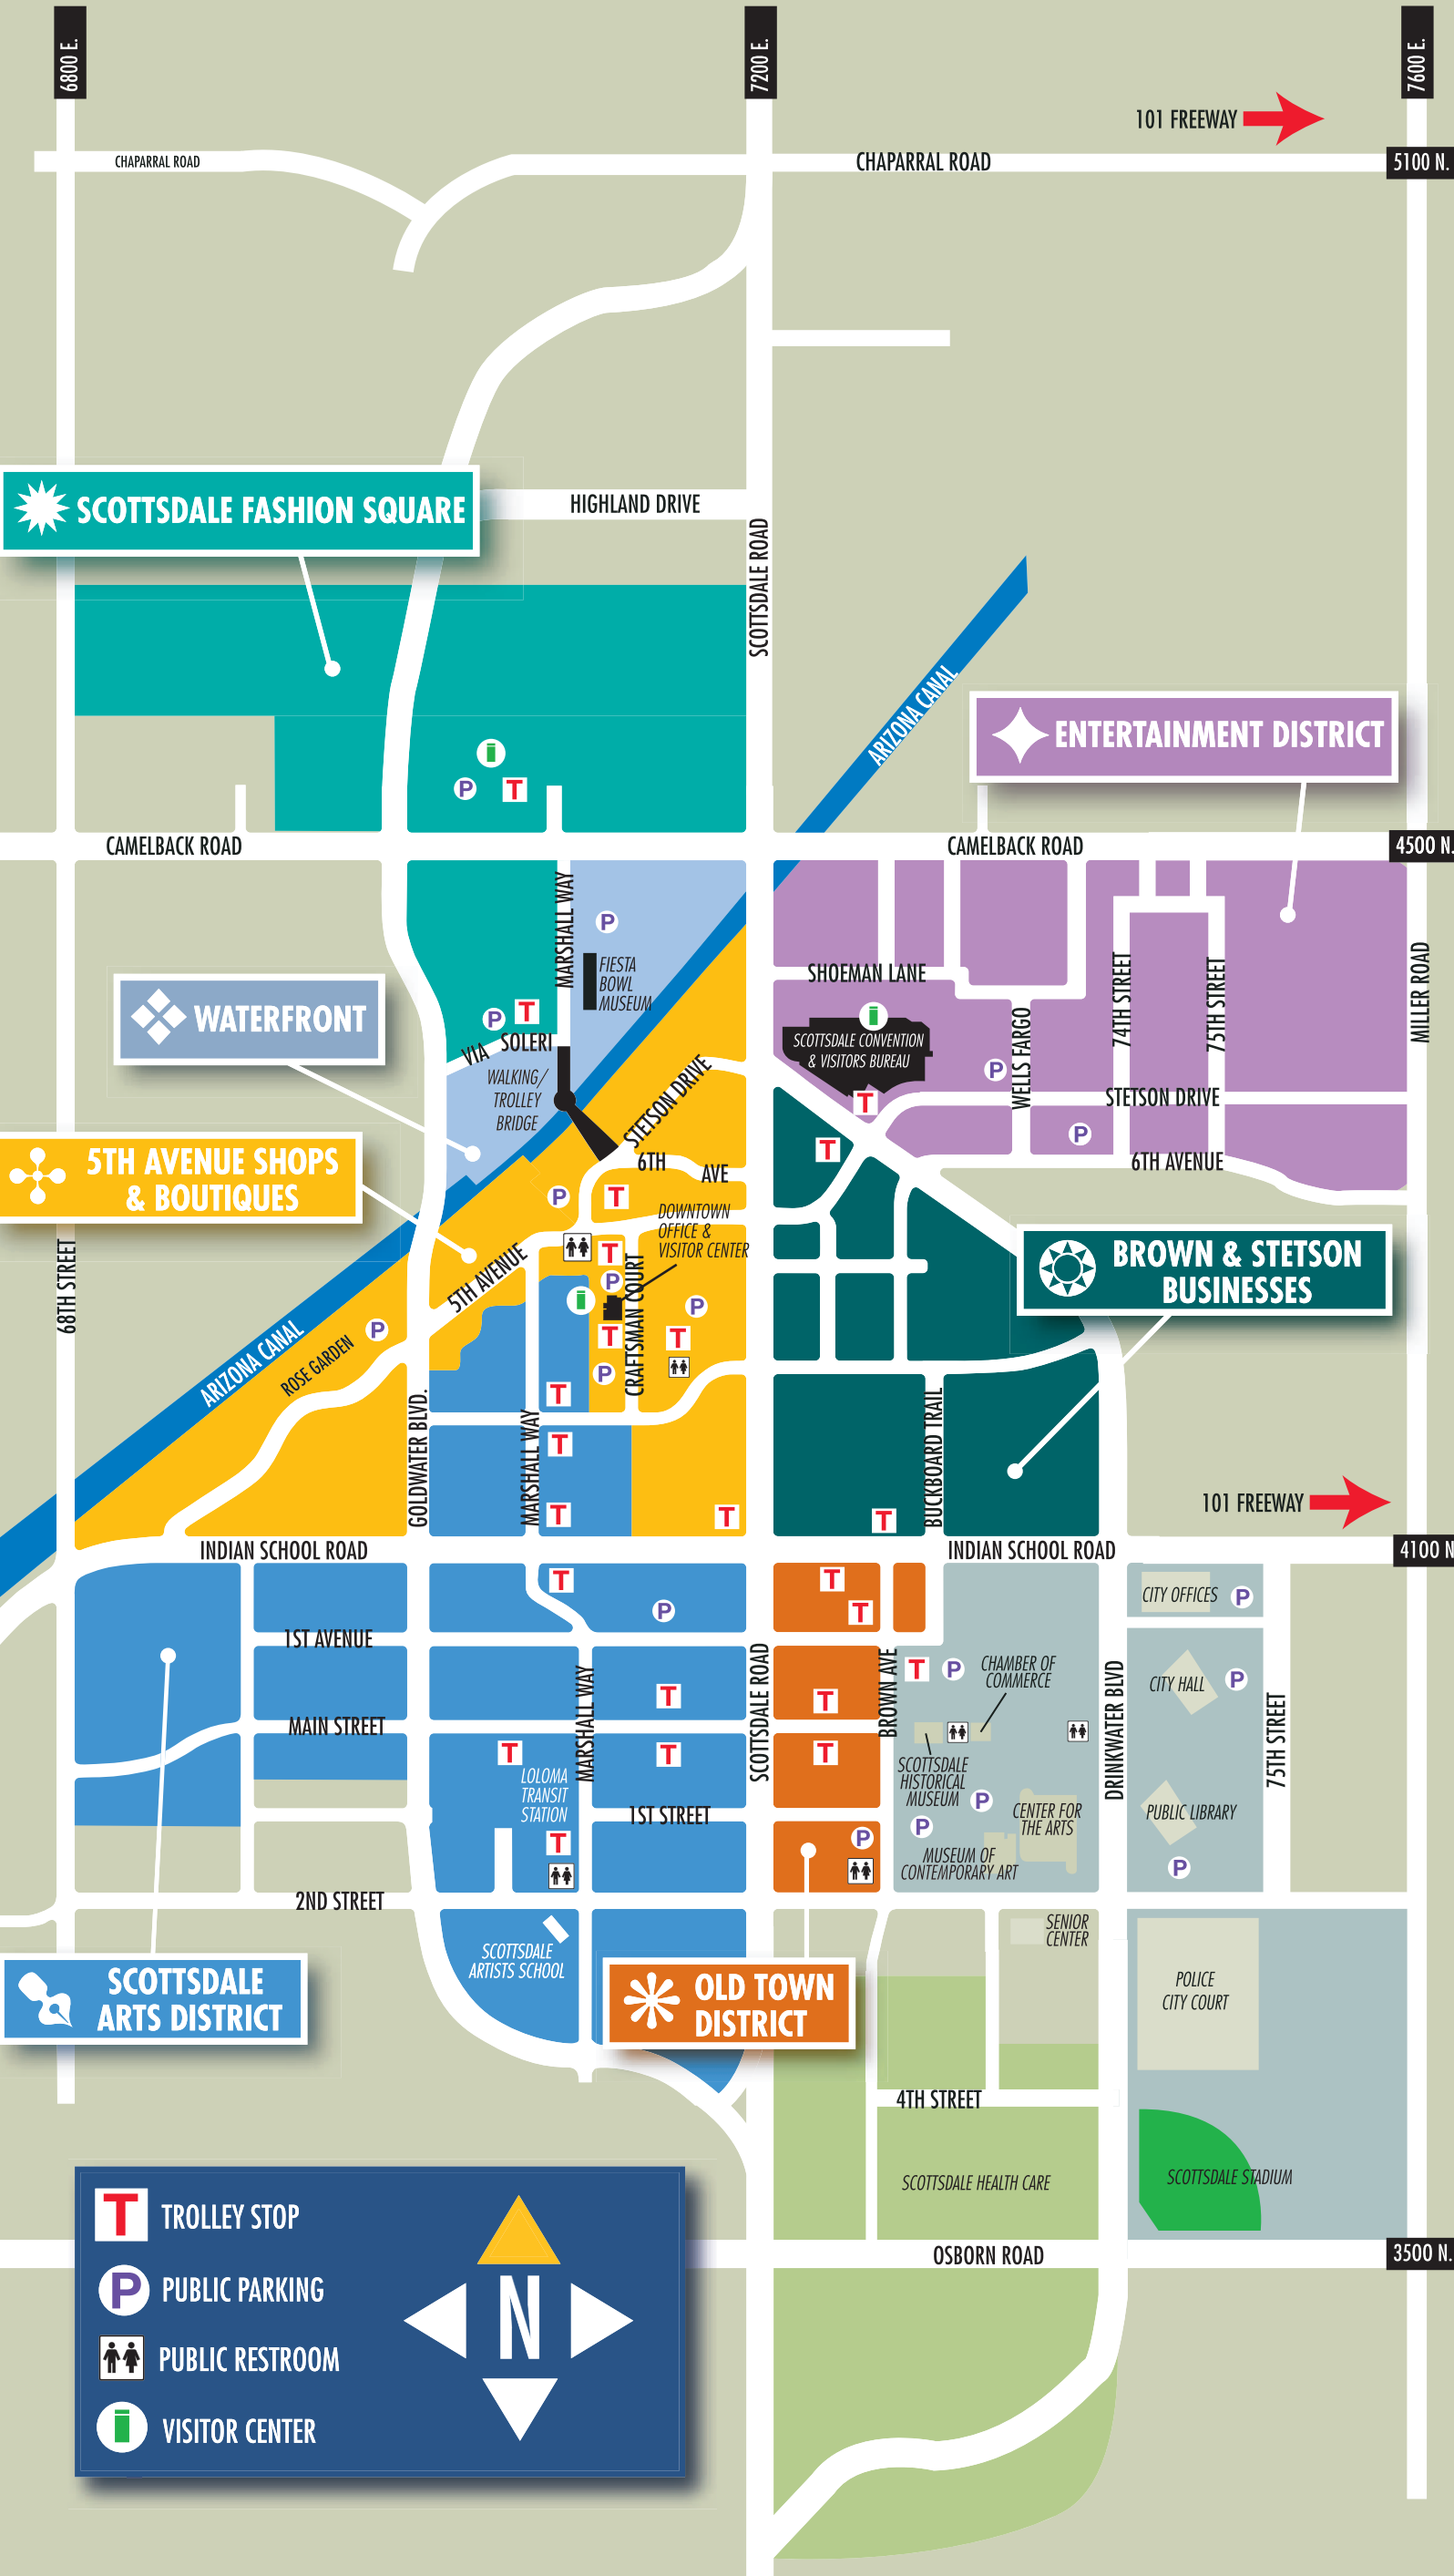 6800 E.
7200 E.
7600 E.
101 FREEWAY
CHAPARRAL ROAD
CHAPARRAL ROAD
5100 N.
SCOTTSDALE FASHION SQUARE
HIGHLAND DRIVE
SCOTTSDALE ROAD
ARIZONA CANAL
ENTERTAINMENT DISTRICT
P
T
CAMELBACK ROAD
CAMELBACK ROAD
4500 N.
MARSHALL WAY
P
FIESTA
BOWL
MUSEUM
SHOEMAN LANE
74TH STREET
75TH STREET
MILLER ROAD
WATERFRONT
P
T
VIA SOLERI
WALKING/
TROLLEY
BRIDGE
SCOTTSDALE CONVENTION
& VISITORS BUREAU
WELLS FARGO
P
T
STETSON DRIVE
STETSON DRIVE
P
T
5TH AVENUE SHOPS
& BOUTIQUES
6TH AVE
6TH AVENUE
P
T
DOWNTOWN
OFFICE &
VISITOR CENTER
T
P
5TH AVENUE
CRAFTSMAN COURT
P
BROWN & STETSON
BUSINESSES
68TH STREET
ARIZONA CANAL
ROSE GARDEN
P
T
T
P
T
GOLDWATER BLVD.
MARSHALL WAY
T
T
T
BUCKBOARD TRAIL
T
101 FREEWAY
INDIAN SCHOOL ROAD
INDIAN SCHOOL ROAD
4100 N
T
P
T
T
CITY OFFICES
P
1ST AVENUE
MARSHALL WAY
SCOTTSDALE ROAD
BROWN AVE
T
P
CHAMBER OF
COMMERCE
DRINKWATER BLVD
CITY HALL
P
75TH STREET
T
T
MAIN STREET
T
T
T
LOLOMA
TRANSIT
STATION
SCOTTSDALE
HISTORICAL
MUSEUM
P
CENTER FOR
THE ARTS
PUBLIC LIBRARY
1ST STREET
T
P
P
MUSEUM OF
CONTEMPORARY ART
P
2ND STREET
SCOTTSDALE
ARTISTS SCHOOL
SENIOR
CENTER
SCOTTSDALE
ARTS DISTRICT
OLD TOWN
DISTRICT
POLICE
CITY COURT
4TH STREET
SCOTTSDALE HEALTH CARE
SCOTTSDALE STADIUM
OSBORN ROAD
3500 N.
T TROLLEY STOP
P PUBLIC PARKING
PUBLIC RESTROOM
VISITOR CENTER
N